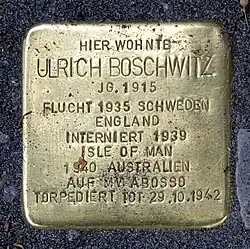 HIER WOHNTE
ULRICH BOSCHWITZ
JG. 1915
FLUCHT 1935 SCHWEDEN
ENGLAND
INTERNIERT 1939
ISLE OF MAN
1940 AUSTRALIEN
AUF MV ABOSSO
TORPEDIERT TOT 29.10.1942